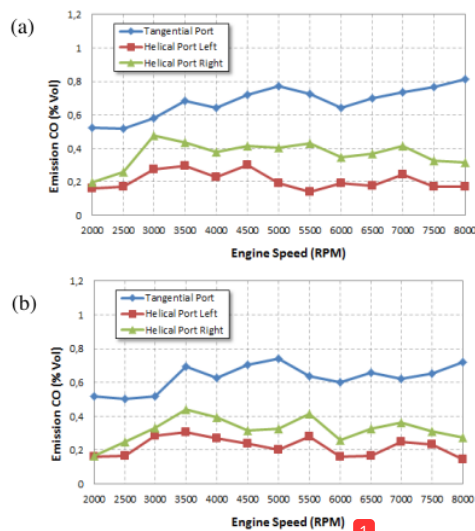 (a)
1,2
1
0,8
0,6
0,4
0,2
0
Emission CO (% Vol)
Tangential Port
Helical Port Left
Helical Port Right
2000 2500 3000 3500 4000 4500 5000 5500 6000 6500 7000 7500 8000
Engine Speed (RPM)
(b)
1,2
1
0,8
0,6
0,4
0,2
0
Emission CO (% Vol)
Tangential Port
Helical Port Left
Helical Port Right
2000 2500 3000 3500 4000 4500 5000 5500 6000 6500 7000 7500 8000
Engine Speed (RPM)
1